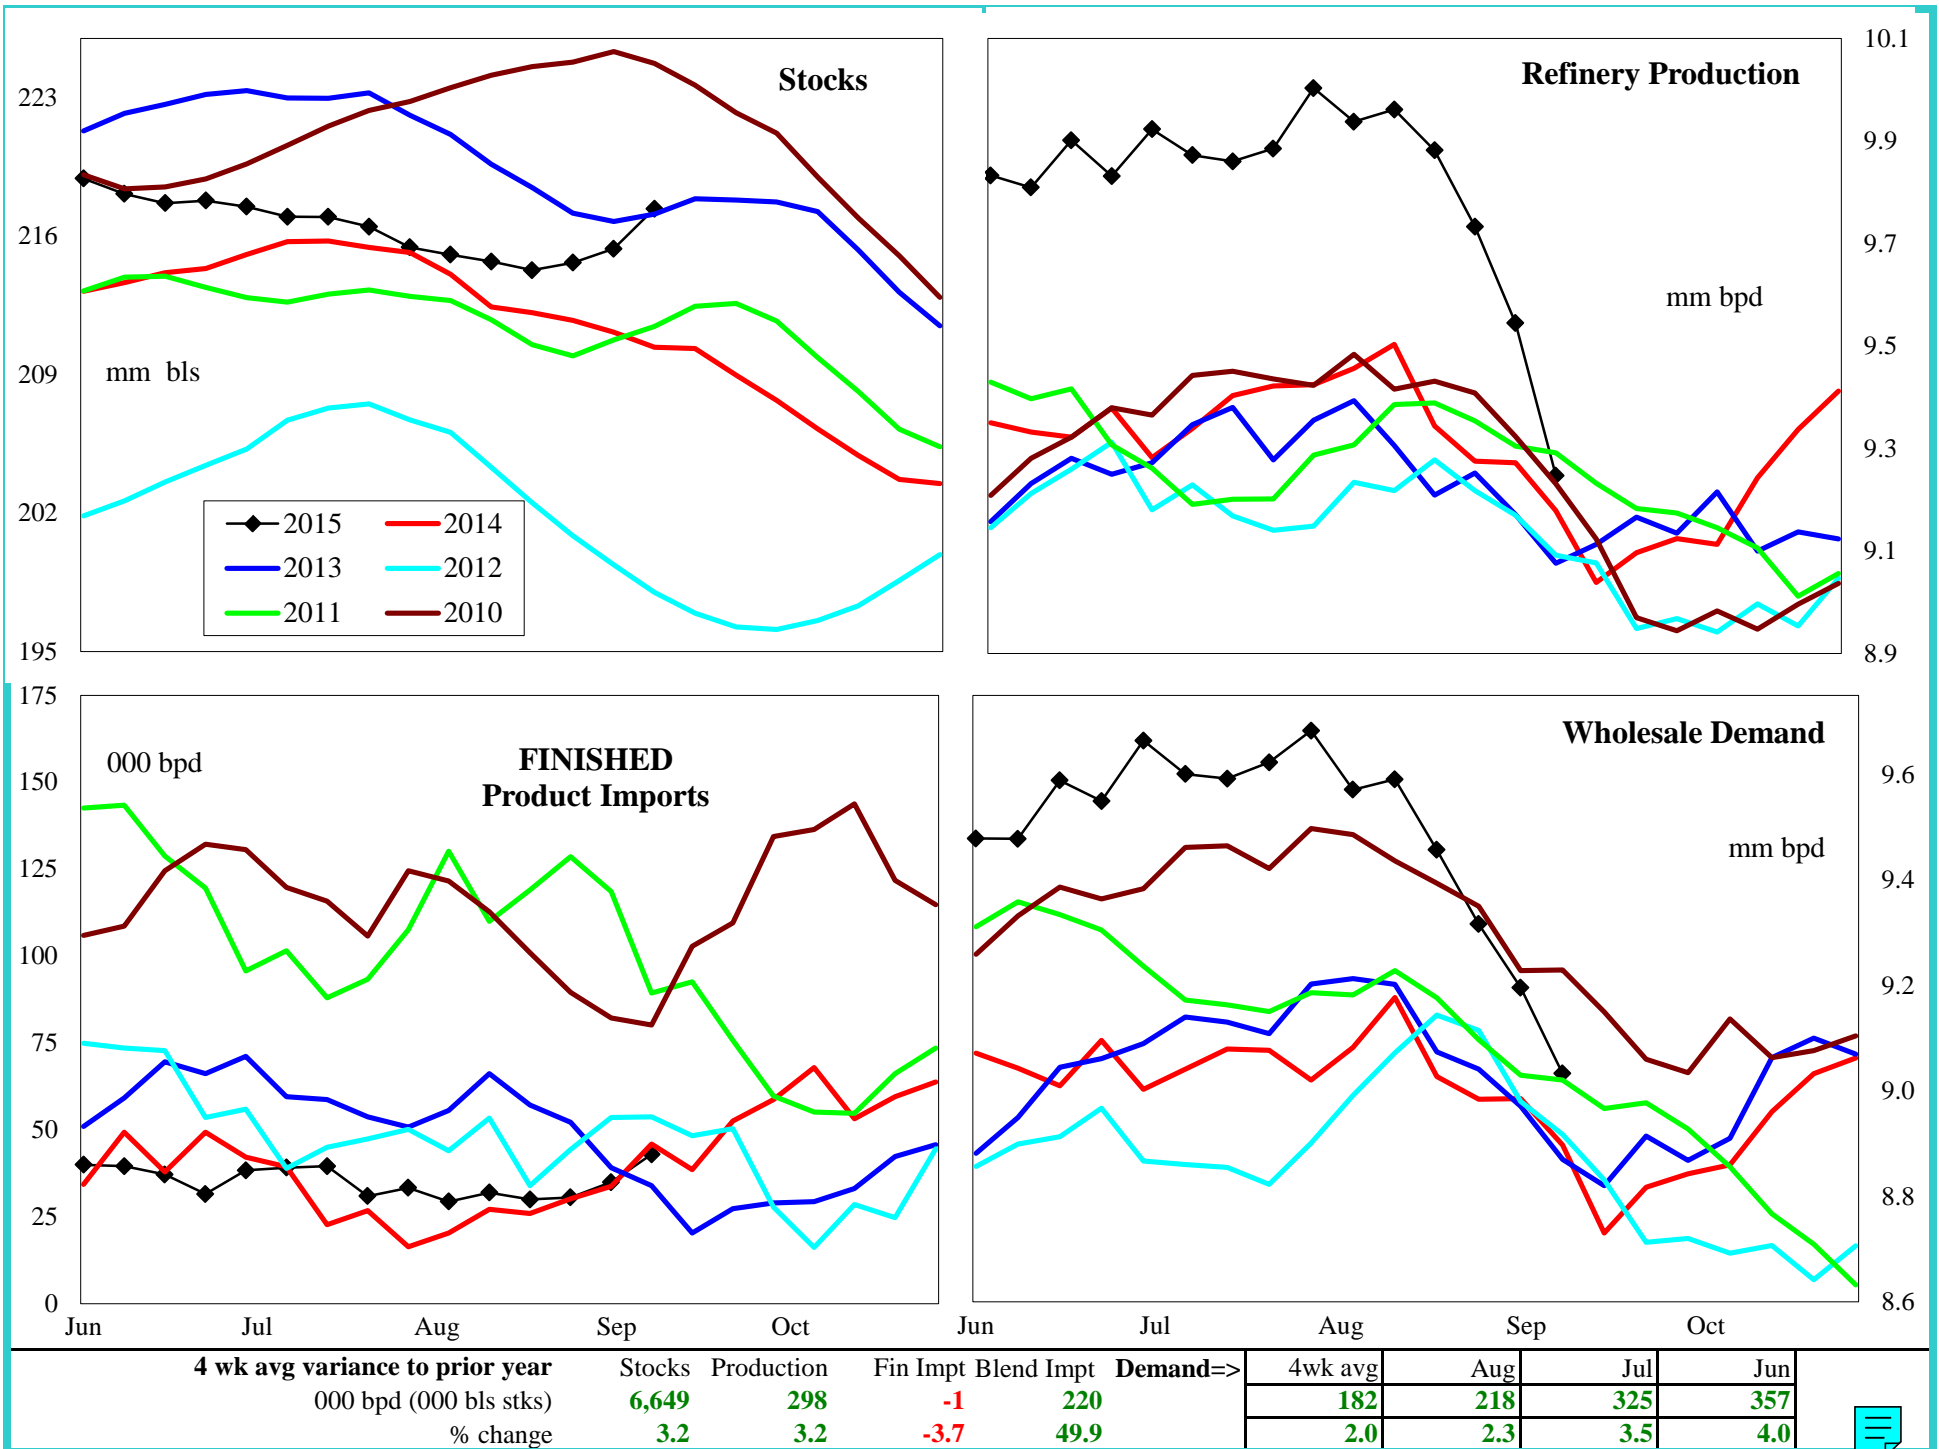 Stocks
223
216
209
202
195
mm bls
2015 2014
2013 2012
2011 2010
Refinery Production
mm bpd
10.1
9.9
9.7
9.5
9.3
9.1
8.9
FINISHED
Product Imports
000 bpd
175
150
125
100
75
50
25
0
Jun Jul Aug Sep Oct
Wholesale Demand
mm bpd
9.6
9.4
9.2
9.0
8.8
8.6
Jun Jul Aug Sep Oct
4 wk avg variance to prior year Stocks Production Fin Impt Blend Impt Demand=> 4wk avg Aug Jul Jun
000 bpd (000 bls stks) 6,649 298 -1 220 182 218 325 357
% change 3.2 3.2 -3.7 49.9 2.0 2.3 3.5 4.0